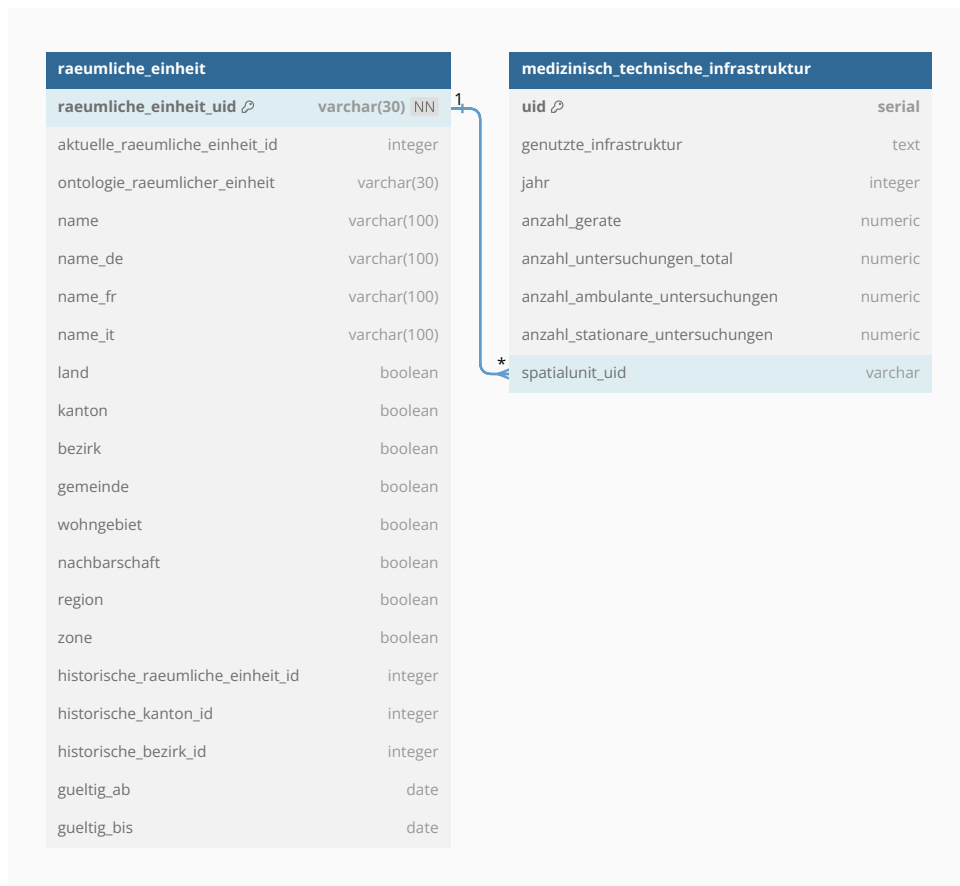 raeumliche_einheit
raeumliche_einheit_uid varchar(30) NN
aktuelle_raeumliche_einheit_id integer
ontologie_raeumlicher_einheit varchar(30)
name varchar(100)
name_de varchar(100)
name_fr varchar(100)
name_it varchar(100)
land boolean
kanton boolean
bezirk boolean
gemeinde boolean
wohngebiet boolean
nachbarschaft boolean
region boolean
zone boolean
historische_raeumliche_einheit_id integer
historische_kanton_id integer
historische_bezirk_id integer
gueltig_ab date
gueltig_bis date
1
*
medizinisch_technische_infrastruktur
uid serial
genutzte_infrastruktur text
jahr integer
anzahl_gerate numeric
anzahl_untersuchungen_total numeric
anzahl_ambulante_untersuchungen numeric
anzahl_stationare_untersuchungen numeric
spatialunit_uid varchar